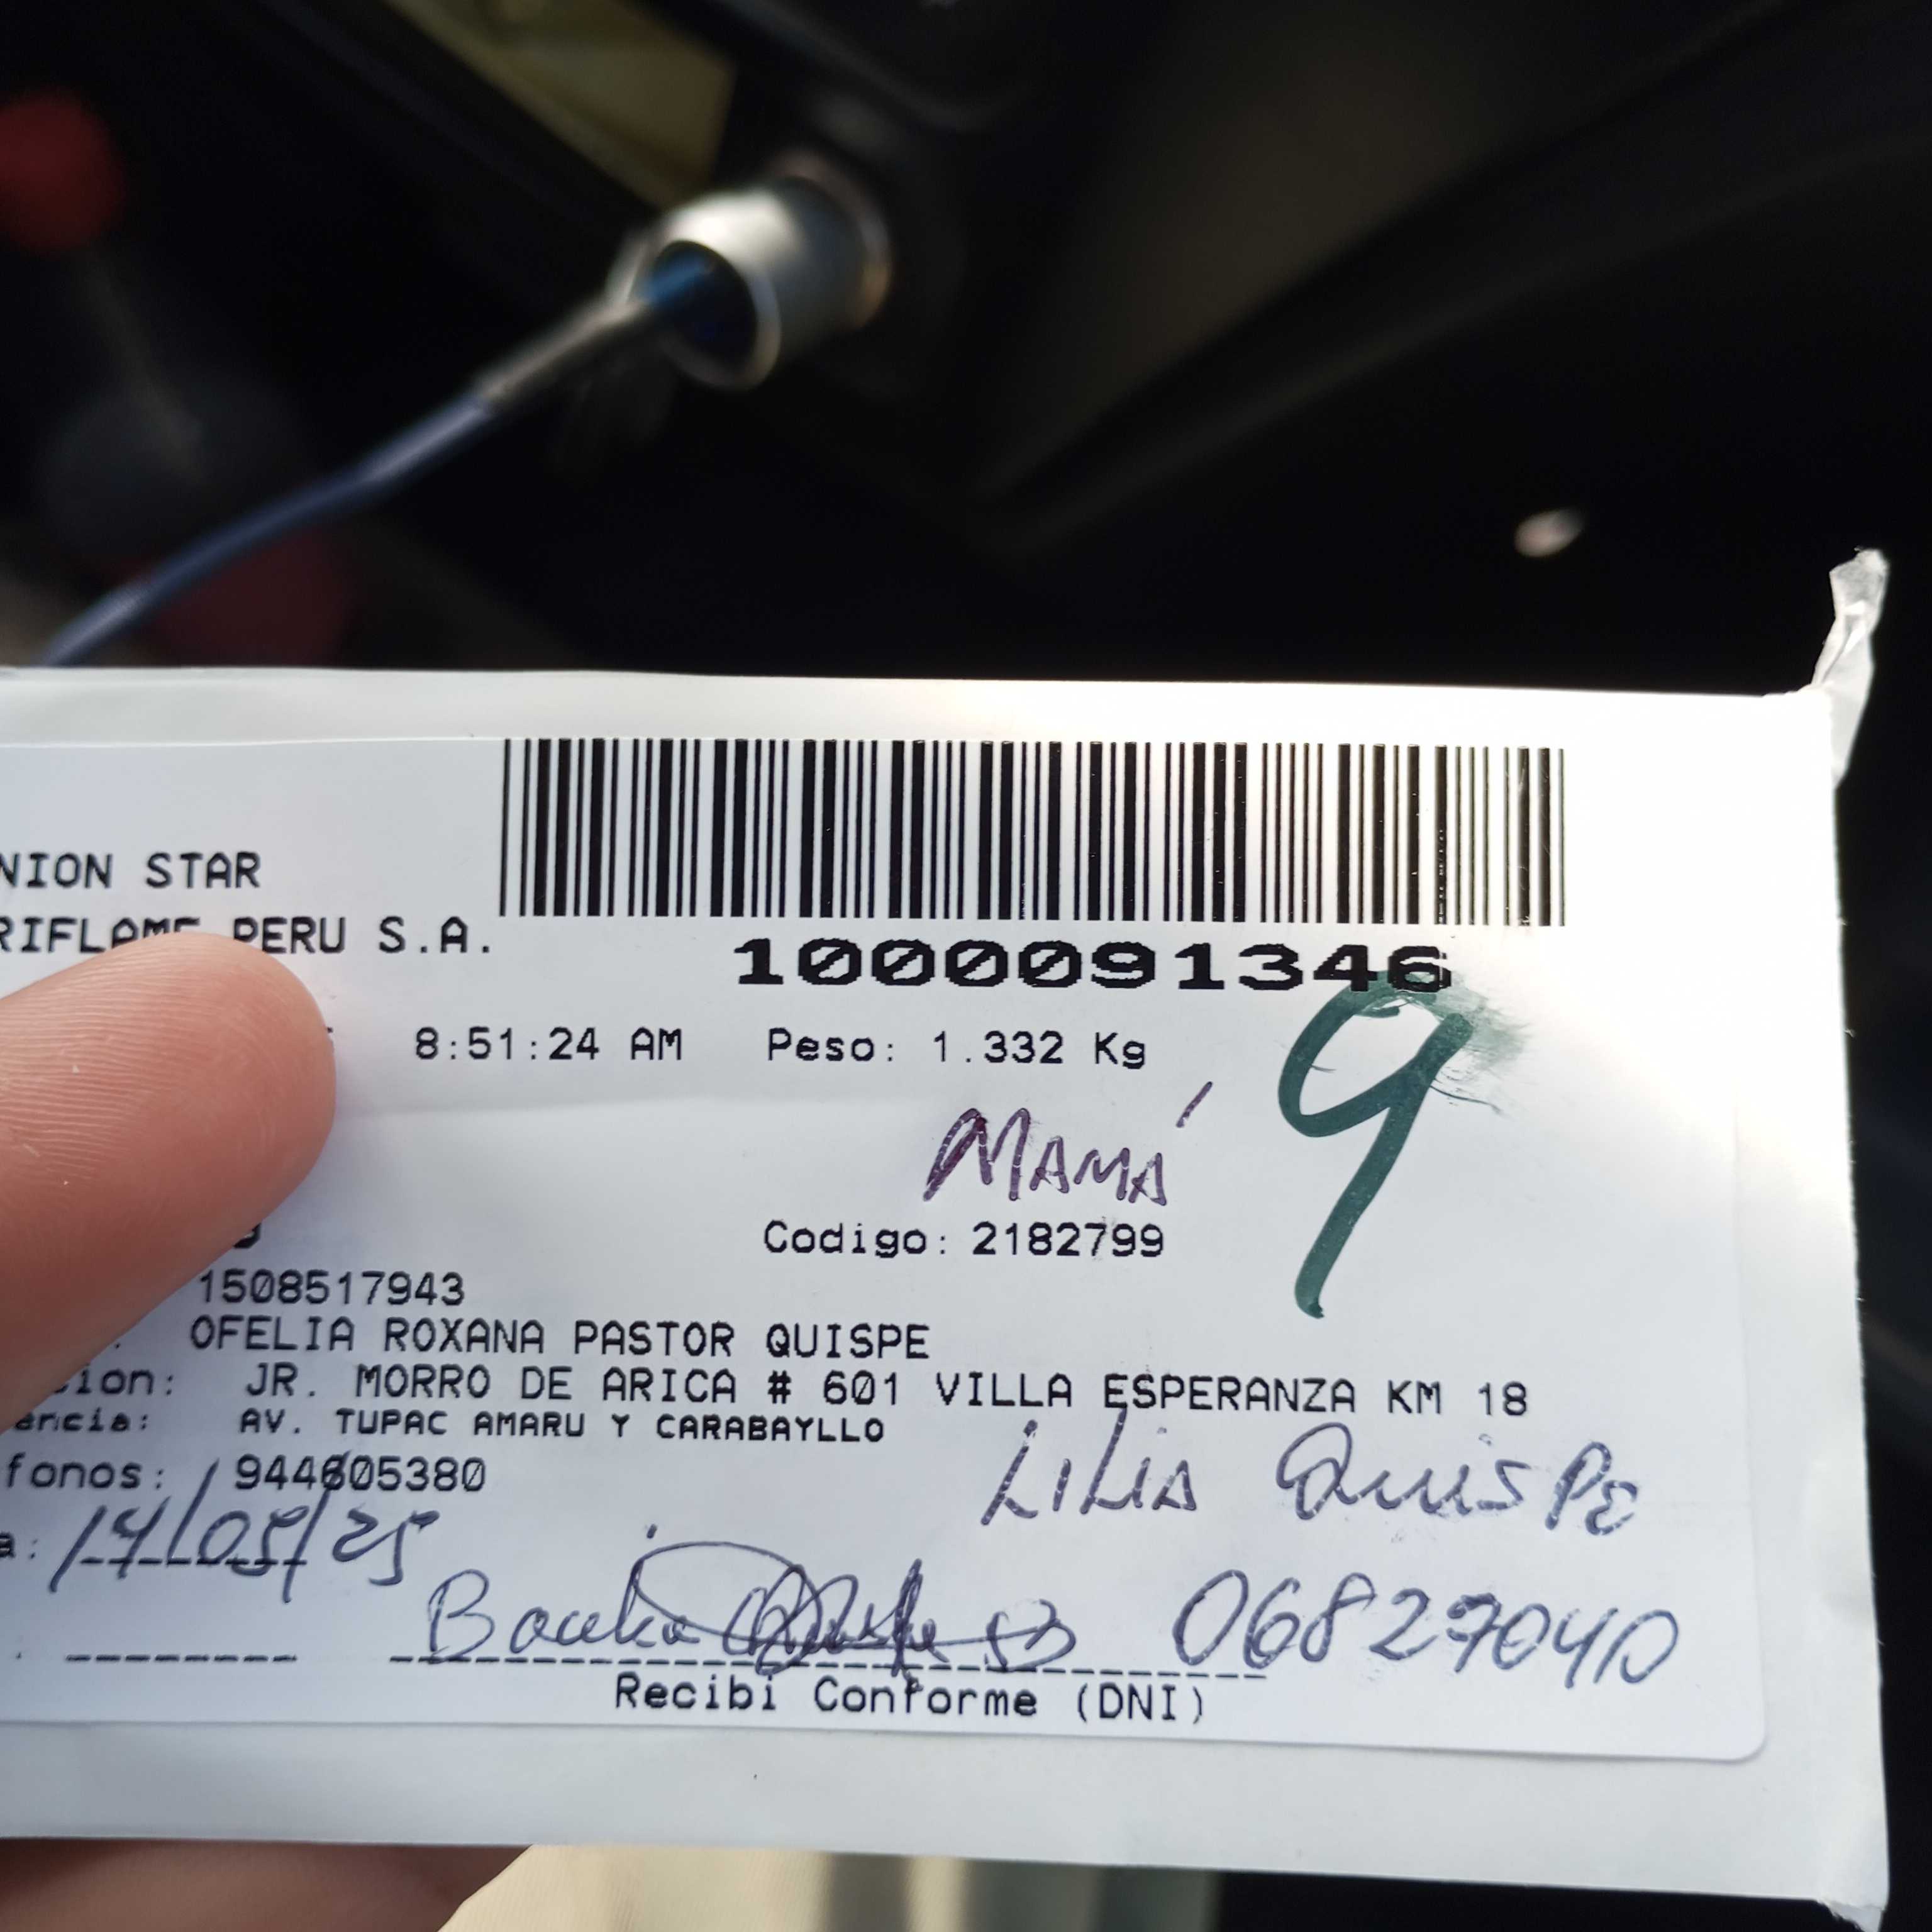 NION STAR
RIFLAME PERU S.A.
1000091346
8:51:24 AM Peso: 1.332 Kg
9
MAMÁ
Codigo: 2182799
1508517943
OFELIA ROXANA PASTOR QUISPE
cion: JR. MORRO DE ARICA # 601 VILLA ESPERANZA KM 18
encia: AV. TUPAC AMARU Y CARABAYLLO
fonos: 944605380
LILIA QUISPE
a: 14/05/25
06827040
Recibi Conforme (DNI)